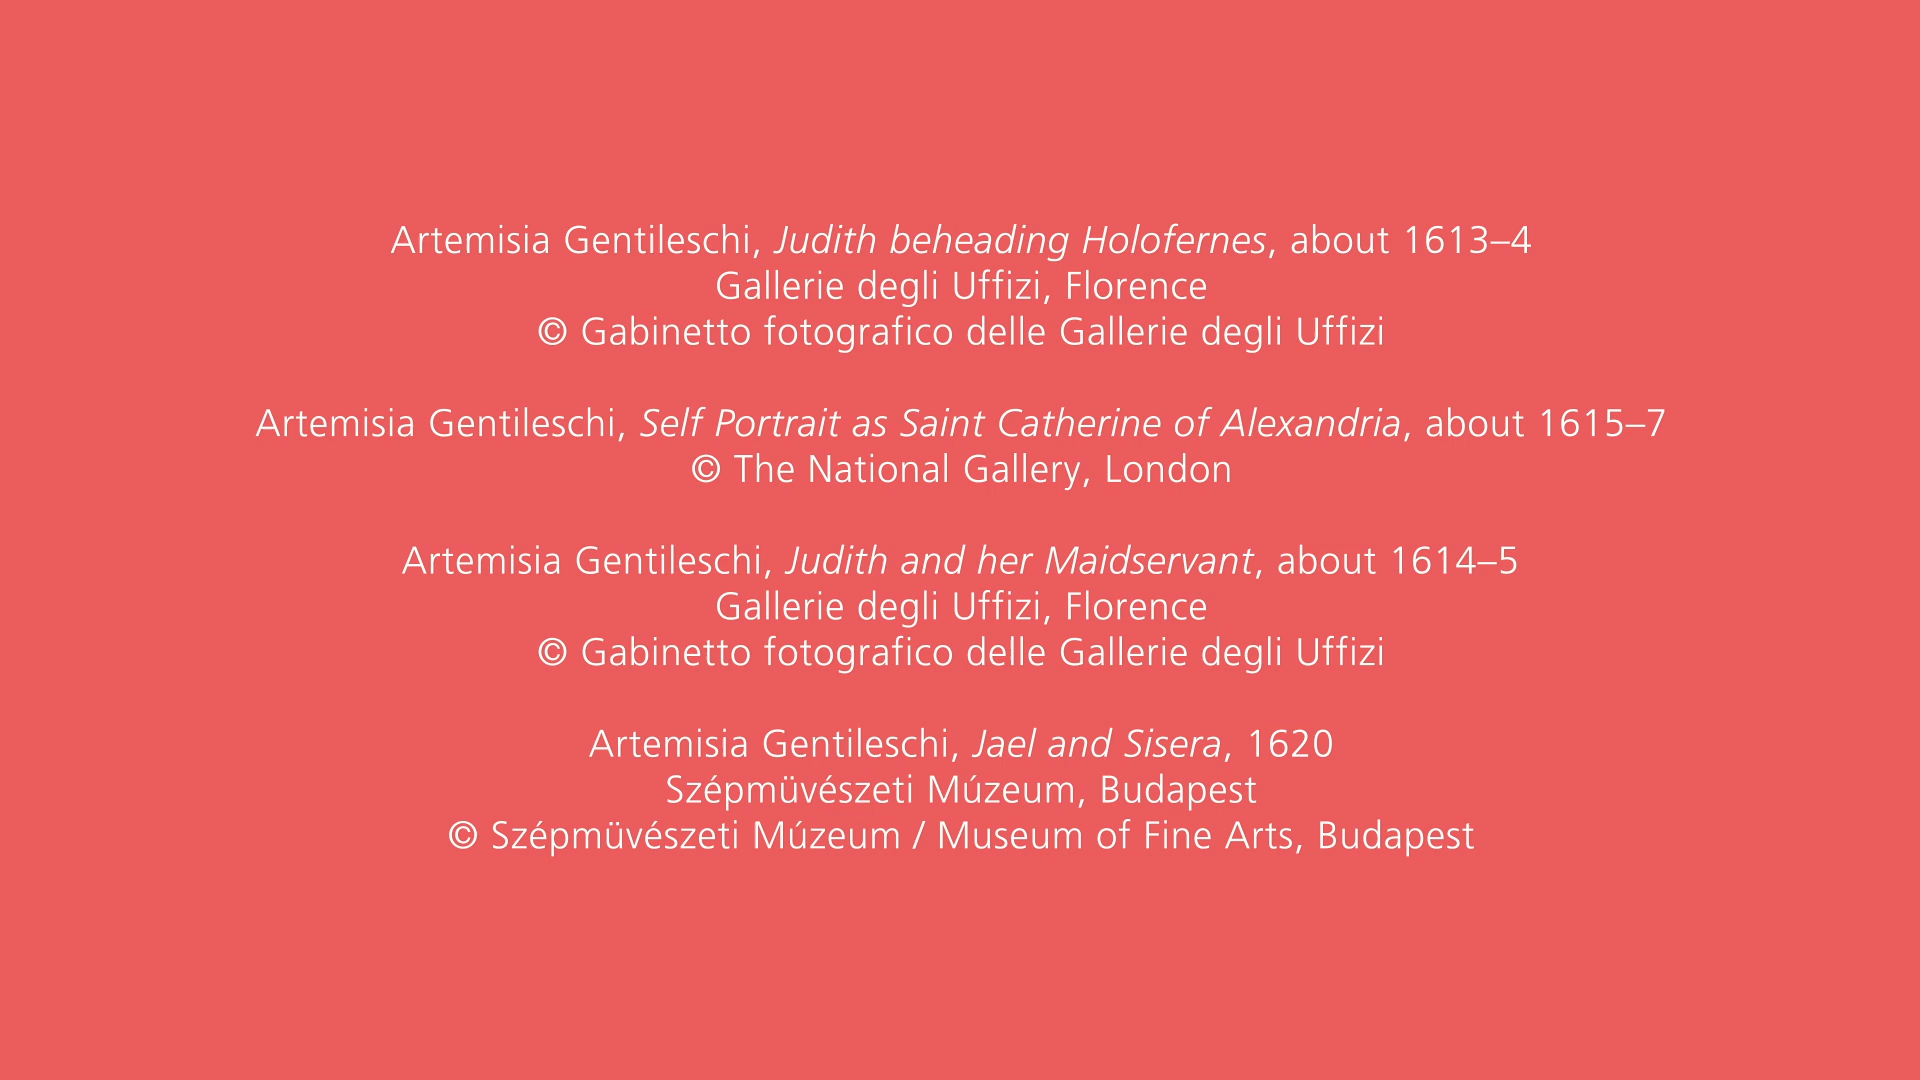 Artemisia Gentileschi, Judith beheading Holofernes, about 1613–4
Gallerie degli Uffizi, Florence
© Gabinetto fotografico delle Gallerie degli Uffizi
Artemisia Gentileschi, Self Portrait as Saint Catherine of Alexandria, about 1615–7
© The National Gallery, London
Artemisia Gentileschi, Judith and her Maidservant, about 1614–5
Gallerie degli Uffizi, Florence
© Gabinetto fotografico delle Gallerie degli Uffizi
Artemisia Gentileschi, Jael and Sisera, 1620
Szépmüvészeti Múzeum, Budapest
© Szépmüvészeti Múzeum / Museum of Fine Arts, Budapest